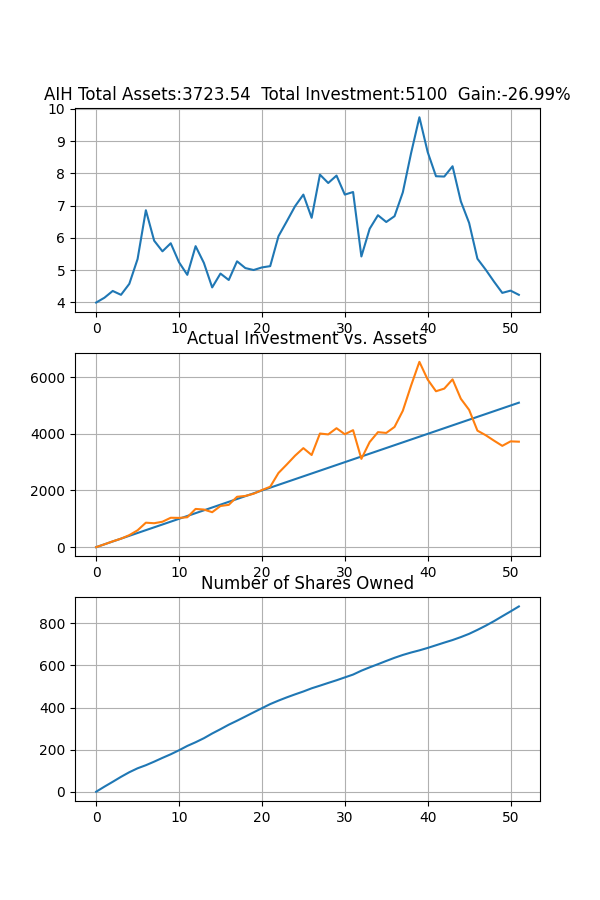 AIH Total Assets:3723.54  Total Investment:5100  Gain:-26.99%
10
9
8
7
6
5
4
0 10 20 30 40 50
Actual Investment vs. Assets
6000
4000
2000
0
0 10 20 30 40 50
Number of Shares Owned
800
600
400
200
0
0 10 20 30 40 50